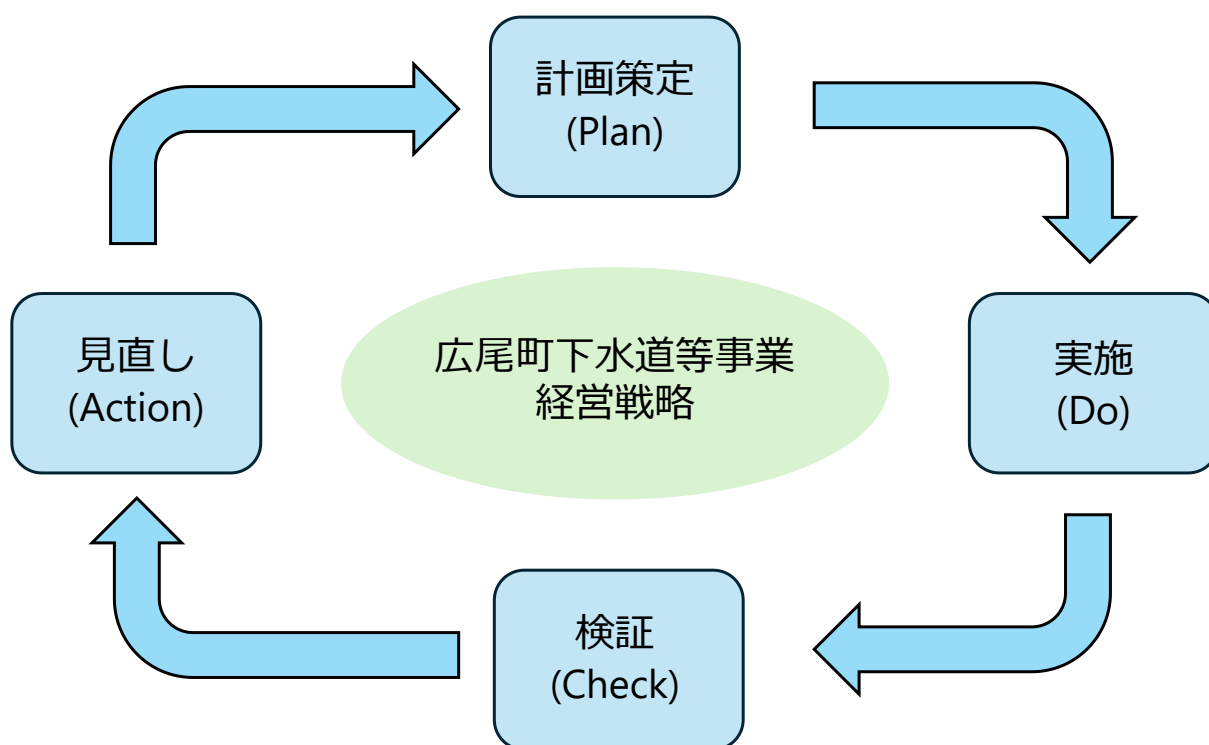 計画策定
(Plan)
見直し
(Action)
広尾町下水道等事業
経営戦略
実施
(Do)
検証
(Check)